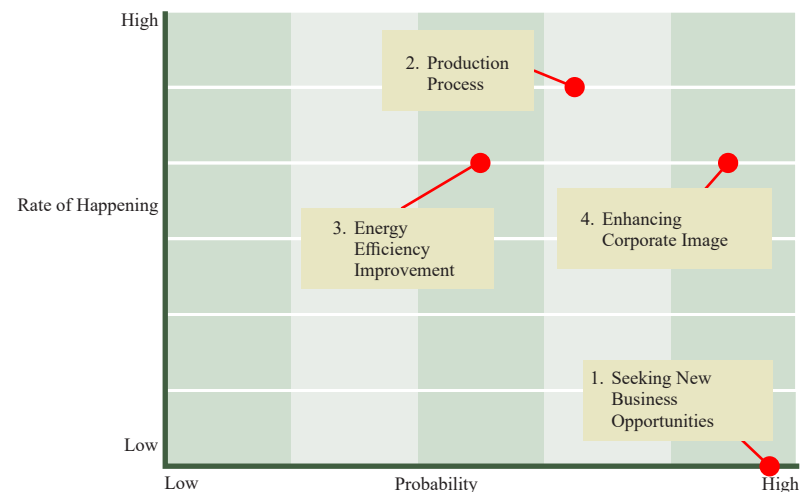 High
2. Production
Process
Rate of Happening
3. Energy
Efficiency
Improvement
4. Enhancing
Corporate Image
1. Seeking New
Business
Opportunities
Low
Low
Probability
High